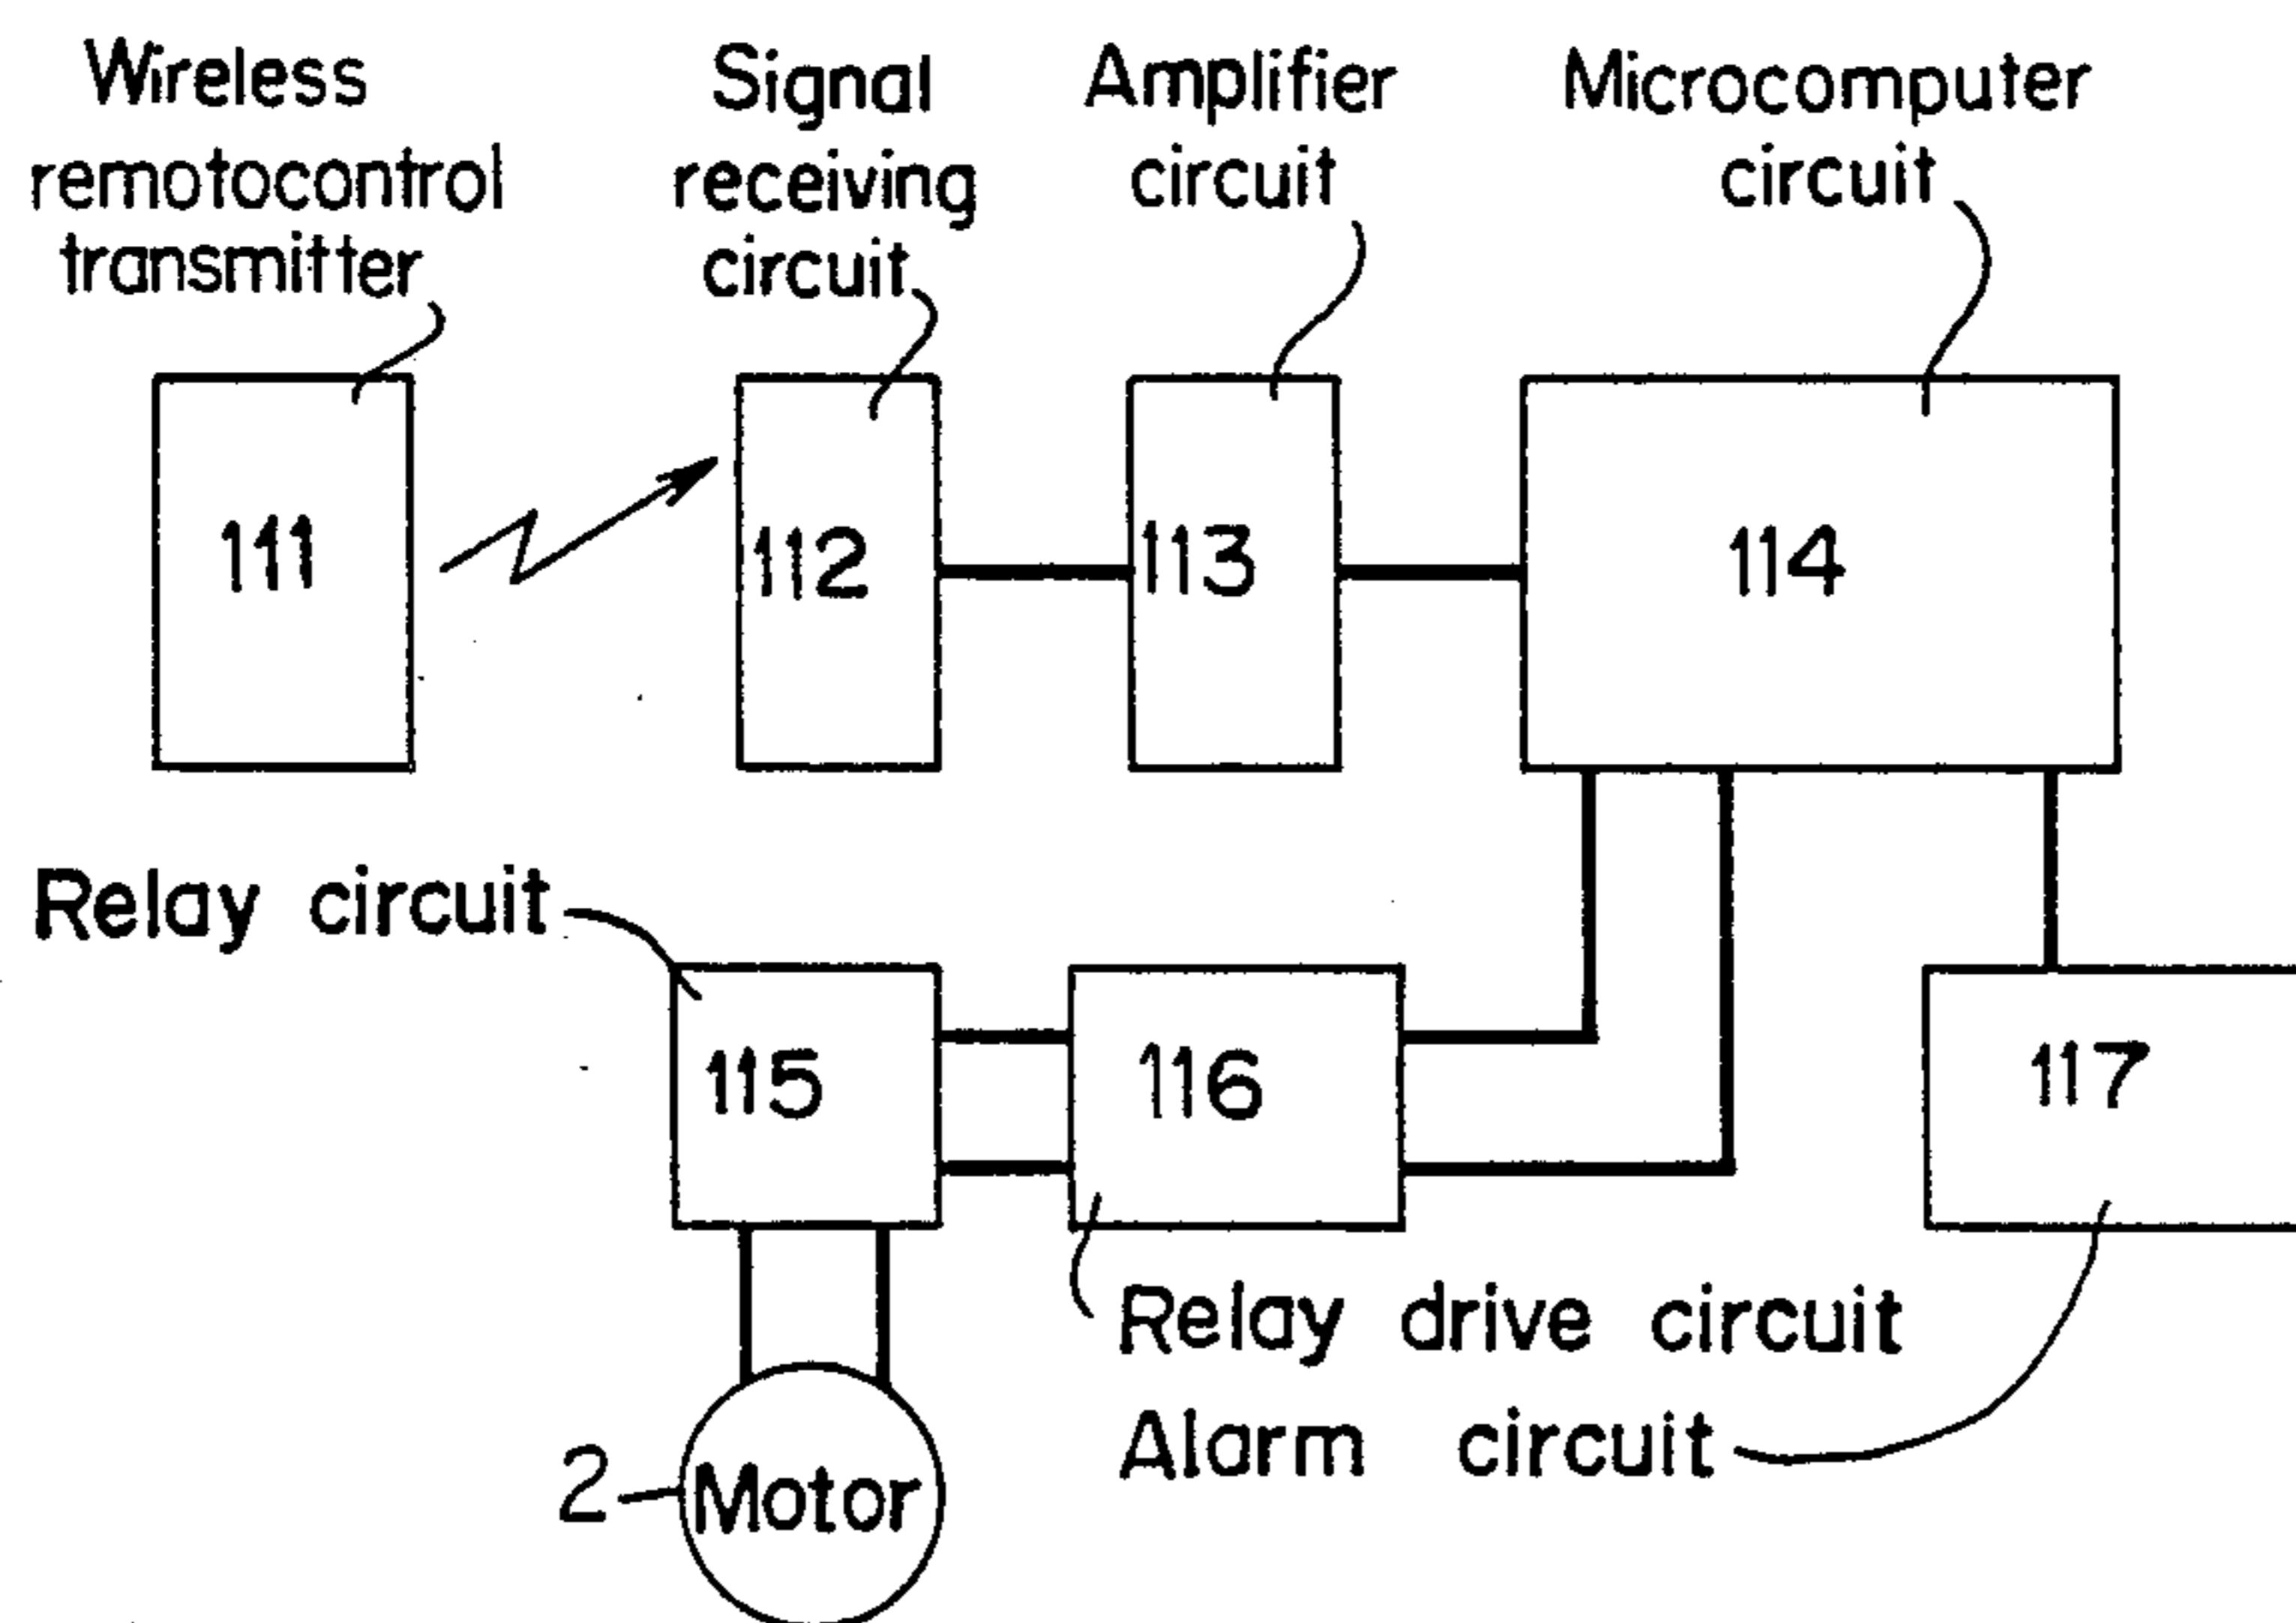 Wireless
remotocontrol
transmitter
Signal
receiving
circuit
Amplifier
circuit
Microcomputer
circuit
111
112
113
114
Relay circuit
115
116
117
Relay drive circuit
Alarm circuit
2
Motor